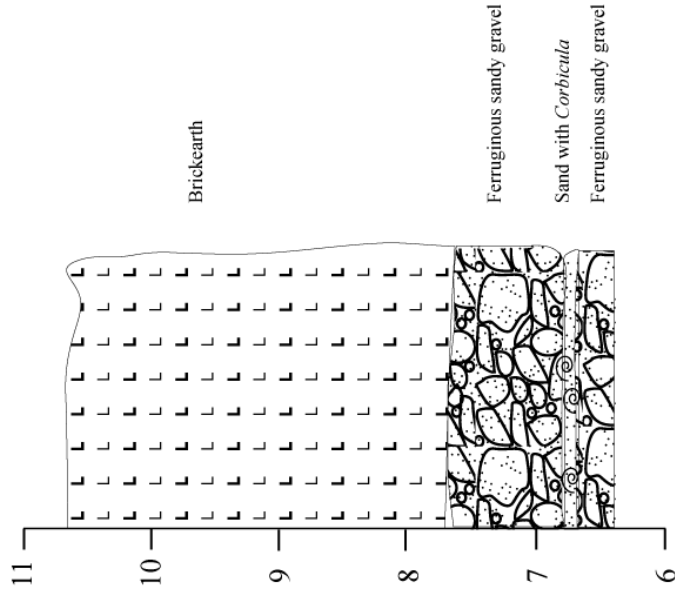 11
10
9
8
7
6
Brickearth
Ferruginous sandy gravel
Sand with Corbicula
Ferruginous sandy gravel